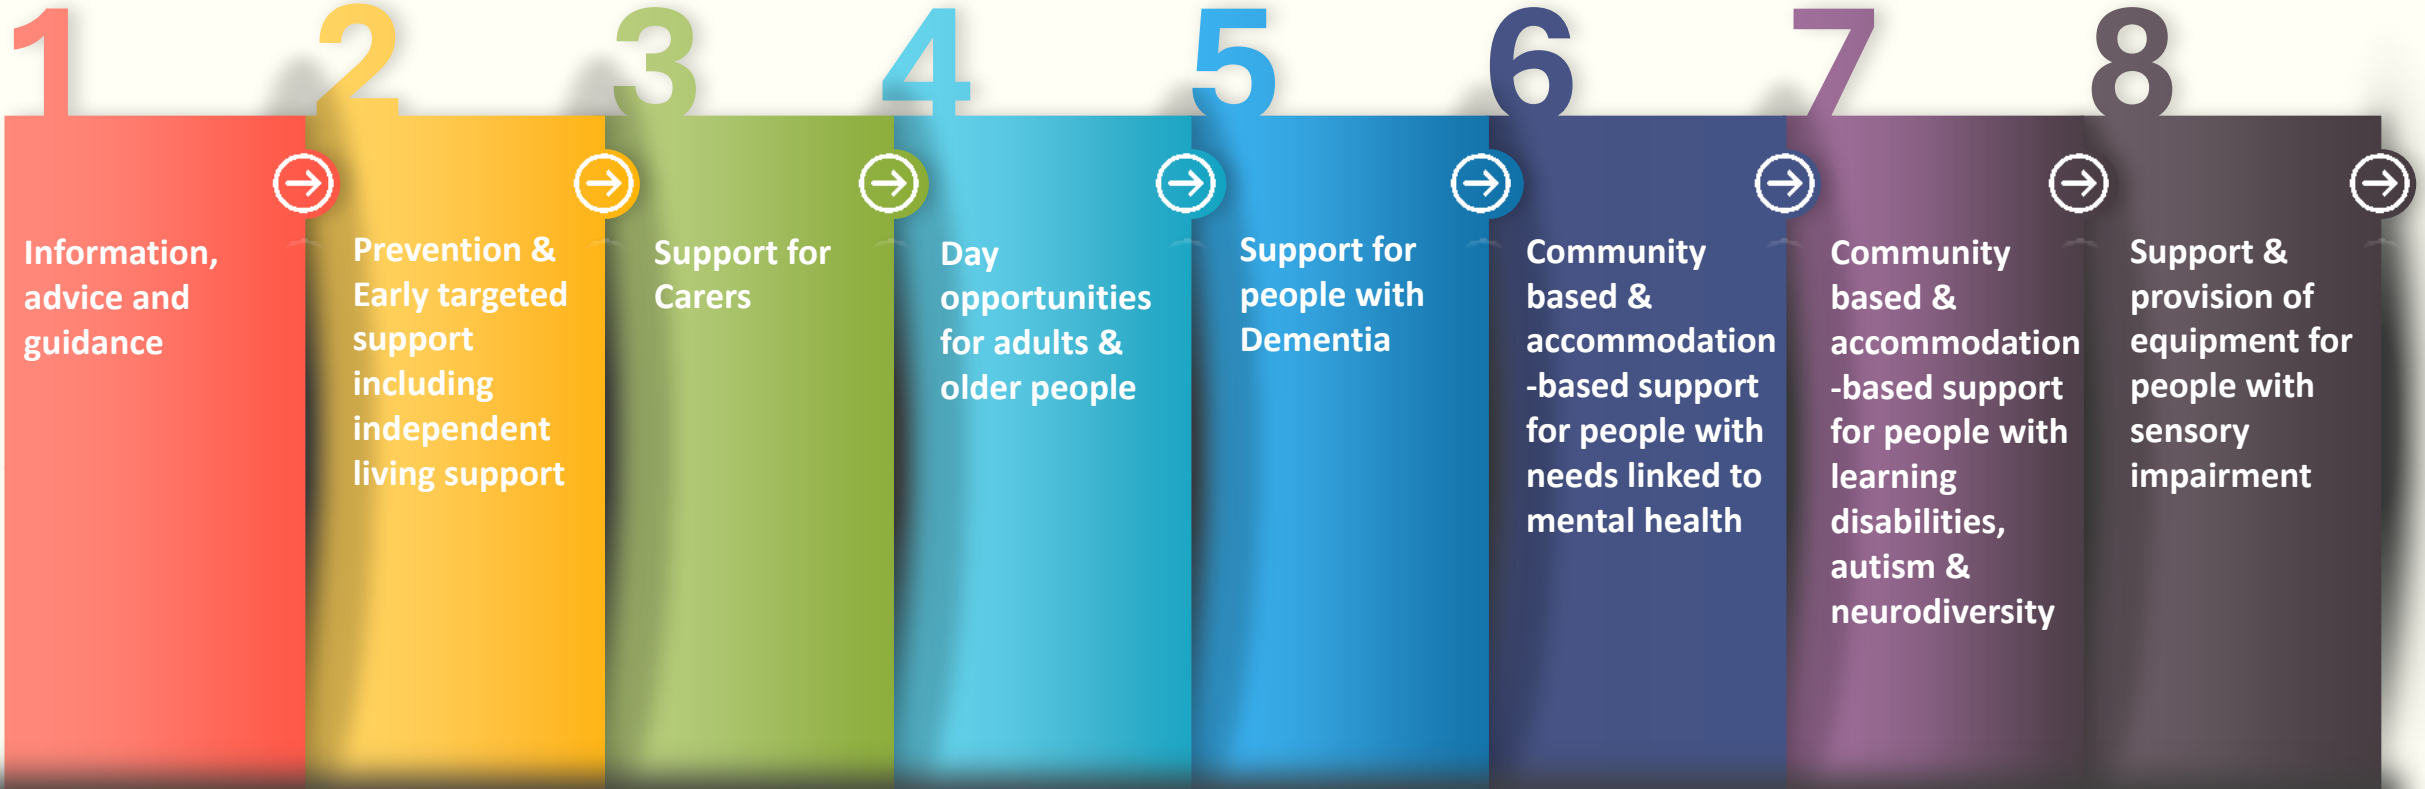 1
Information,
advice and
guidance
2
Prevention &
Early targeted
support
including
independent
living support
3
Support for
Carers
4
Day
opportunities
for adults &
older people
5
Support for
people with
Dementia
6
Community
based &
accommodation
-based support
for people with
needs linked to
mental health
7
Community
based &
accommodation
-based support
for people with
learning
disabilities,
autism &
neurodiversity
8
Support &
provision of
equipment for
people with
sensory
impairment